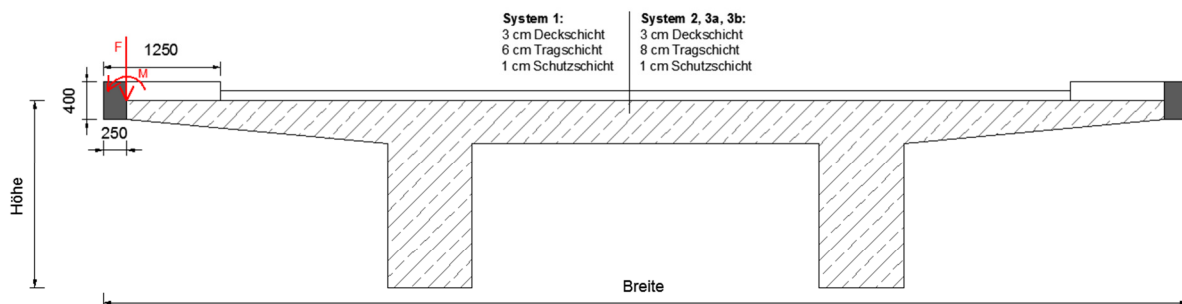 System 1:
3 cm Deckschicht
6 cm Tragschicht
1 cm Schutzschicht
System 2, 3a, 3b:
3 cm Deckschicht
8 cm Tragschicht
1 cm Schutzschicht
F
1250
M
400
250
Höhe
Breite